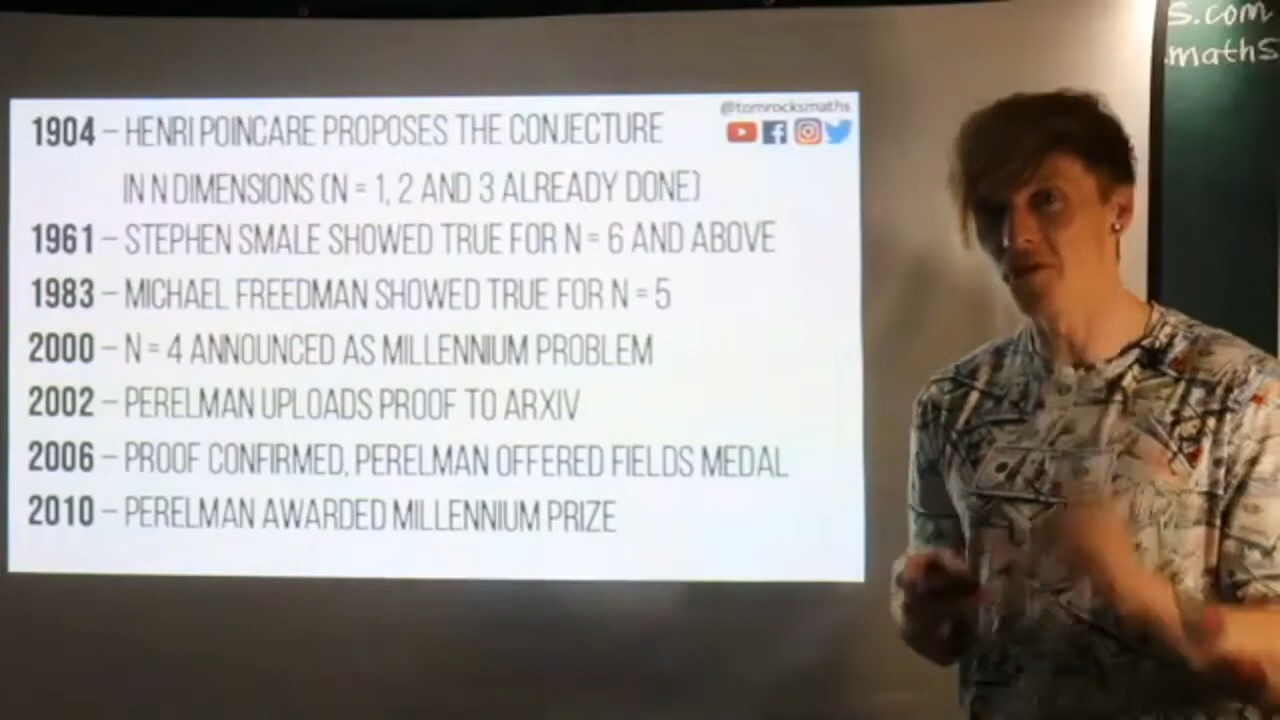 s.com
maths
@tomrocksmaths
1904 – HENRI POINCARE PROPOSES THE CONJECTURE
IN N DIMENSIONS (N = 1, 2 AND 3 ALREADY DONE)
1961 – STEPHEN SMALE SHOWED TRUE FOR N = 6 AND ABOVE
1983 – MICHAEL FREEDMAN SHOWED TRUE FOR N = 5
2000 – N = 4 ANNOUNCED AS MILLENNIUM PROBLEM
2002 – PERELMAN UPLOADS PROOF TO ARXIV
2006 – PROOF CONFIRMED, PERELMAN OFFERED FIELDS MEDAL
2010 – PERELMAN AWARDED MILLENNIUM PRIZE